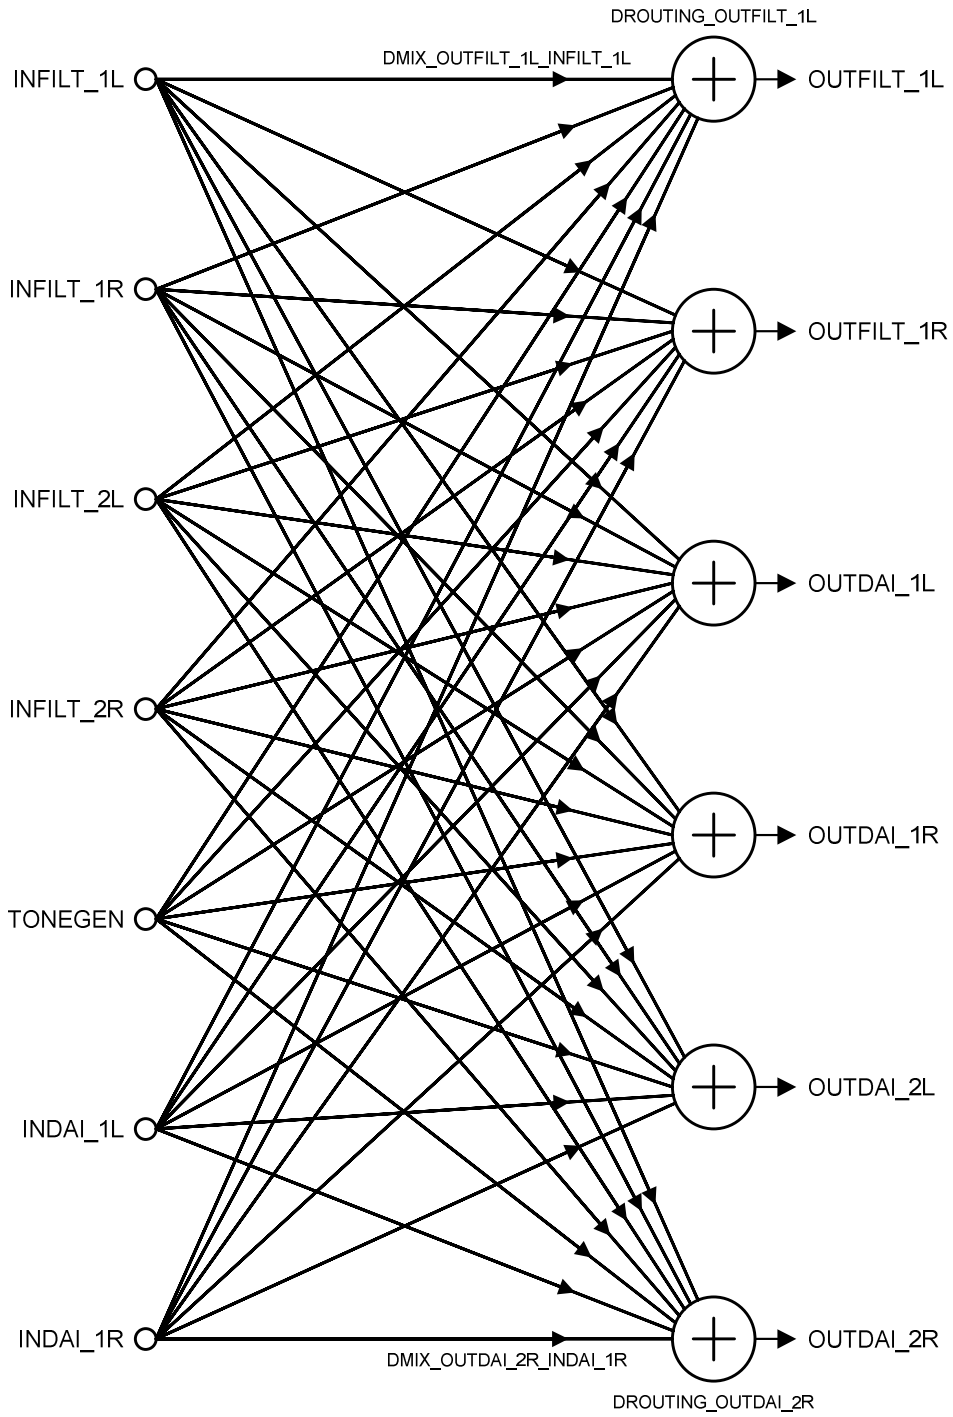 DROUTING_OUTFILT_1L
DMIX_OUTFILT_1L_INFILT_1L
INFILT_1L
OUTFILT_1L
INFILT_1R
OUTFILT_1R
INFILT_2L
OUTDAI_1L
INFILT_2R
OUTDAI_1R
TONEGEN
OUTDAI_2L
INDAI_1L
INDAI_1R
OUTDAI_2R
DMIX_OUTDAI_2R_INDAI_1R
DROUTING_OUTDAI_2R